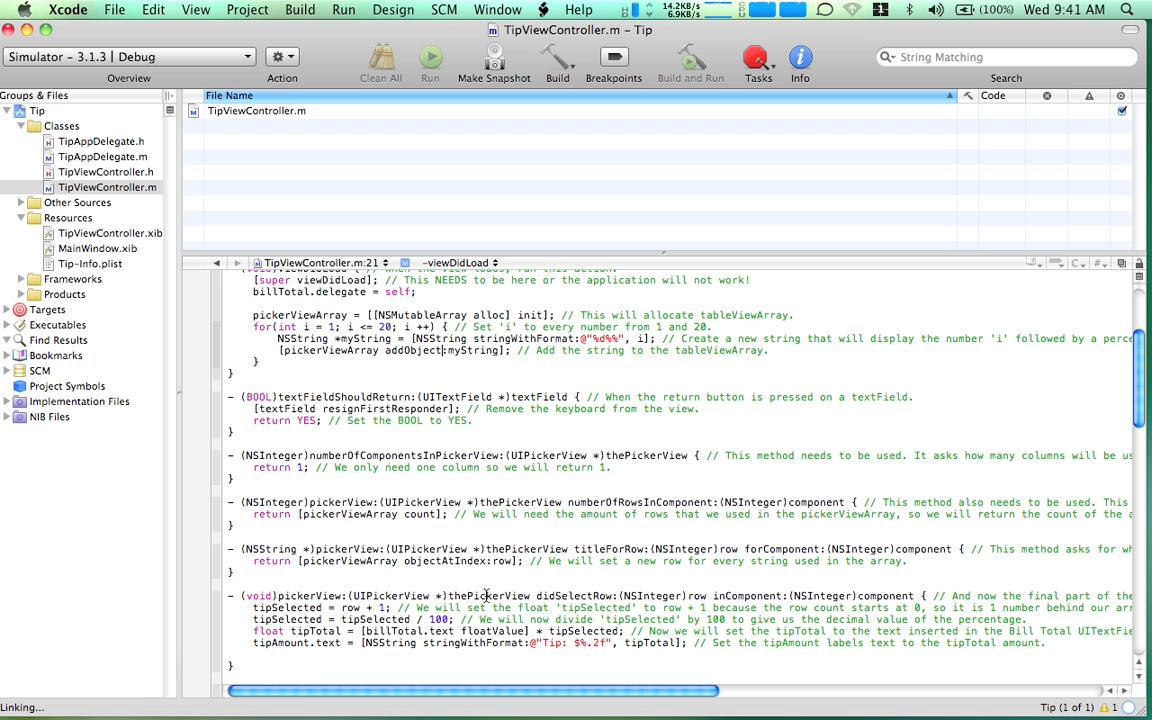 Xcode File Edit View Project Build Run Design SCM Window Help 14.2KB/s 6.9KB/s (100%) Wed 9:41 AM
TipViewController.m – Tip
Simulator - 3.1.3 | Debug
Overview Action Clean All Run Make Snapshot Build Breakpoints Build and Run Tasks Info Search
String Matching
Groups & Files
File Name Code
TipViewController.m
Tip
Classes
TipAppDelegate.h
TipAppDelegate.m
TipViewController.h
TipViewController.m
Other Sources
Resources
TipViewController.xib
MainWindow.xib
Tip-Info.plist
Frameworks
Products
Targets
Executables
Find Results
Bookmarks
SCM
Project Symbols
Implementation Files
NIB Files
TipViewController.m:21 -viewDidLoad
(void)viewDidLoad { // When the view loads, run this action.
[super viewDidLoad]; // This NEEDS to be here or the application will not work!
billTotal.delegate = self;
pickerViewArray = [[NSMutableArray alloc] init]; // This will allocate tableViewArray.
for(int i = 1; i <= 20; i ++) { // Set 'i' to every number from 1 and 20.
NSString *myString = [NSString stringWithFormat:@"%d%%", i]; // Create a new string that will display the number 'i' followed by a perce
[pickerViewArray addObject:myString]; // Add the string to the tableViewArray.
}
}
- (BOOL)textFieldShouldReturn:(UITextField *)textField { // When the return button is pressed on a textField.
[textField resignFirstResponder]; // Remove the keyboard from the view.
return YES; // Set the BOOL to YES.
}
- (NSInteger)numberOfComponentsInPickerView:(UIPickerView *)thePickerView { // This method needs to be used. It asks how many columns will be us
return 1; // We only need one column so we will return 1.
}
- (NSInteger)pickerView:(UIPickerView *)thePickerView numberOfRowsInComponent:(NSInteger)component { // This method also needs to be used. This
return [pickerViewArray count]; // We will need the amount of rows that we used in the pickerViewArray, so we will return the count of the a
}
- (NSString *)pickerView:(UIPickerView *)thePickerView titleForRow:(NSInteger)row forComponent:(NSInteger)component { // This method asks for wh
return [pickerViewArray objectAtIndex:row]; // We will set a new row for every string used in the array.
}
- (void)pickerView:(UIPickerView *)thePickerView didSelectRow:(NSInteger)row inComponent:(NSInteger)component { // And now the final part of the
tipSelected = row + 1; // We will set the float 'tipSelected' to row + 1 because the row count starts at 0, so it is 1 number behind our arr
tipSelected = tipSelected / 100; // We will now divide 'tipSelected' by 100 to give us the decimal value of the percentage.
float tipTotal = [billTotal.text floatValue] * tipSelected; // Now we will set the tipTotal to the text inserted in the Bill Total UITextFie
tipAmount.text = [NSString stringWithFormat:@"Tip: $%.2f", tipTotal]; // Set the tipAmount labels text to the tipTotal amount.
}
Linking... Tip (1 of 1) 1